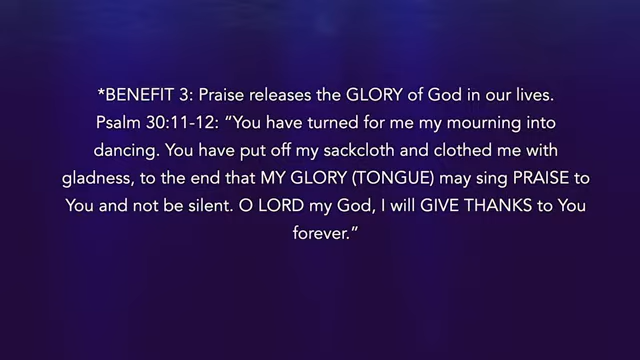 *BENEFIT 3: Praise releases the GLORY of God in our lives.
Psalm 30:11-12: “You have turned for me my mourning into
dancing. You have put off my sackcloth and clothed me with
gladness, to the end that MY GLORY (TONGUE) may sing PRAISE to
You and not be silent. O LORD my God, I will GIVE THANKS to You
forever.”